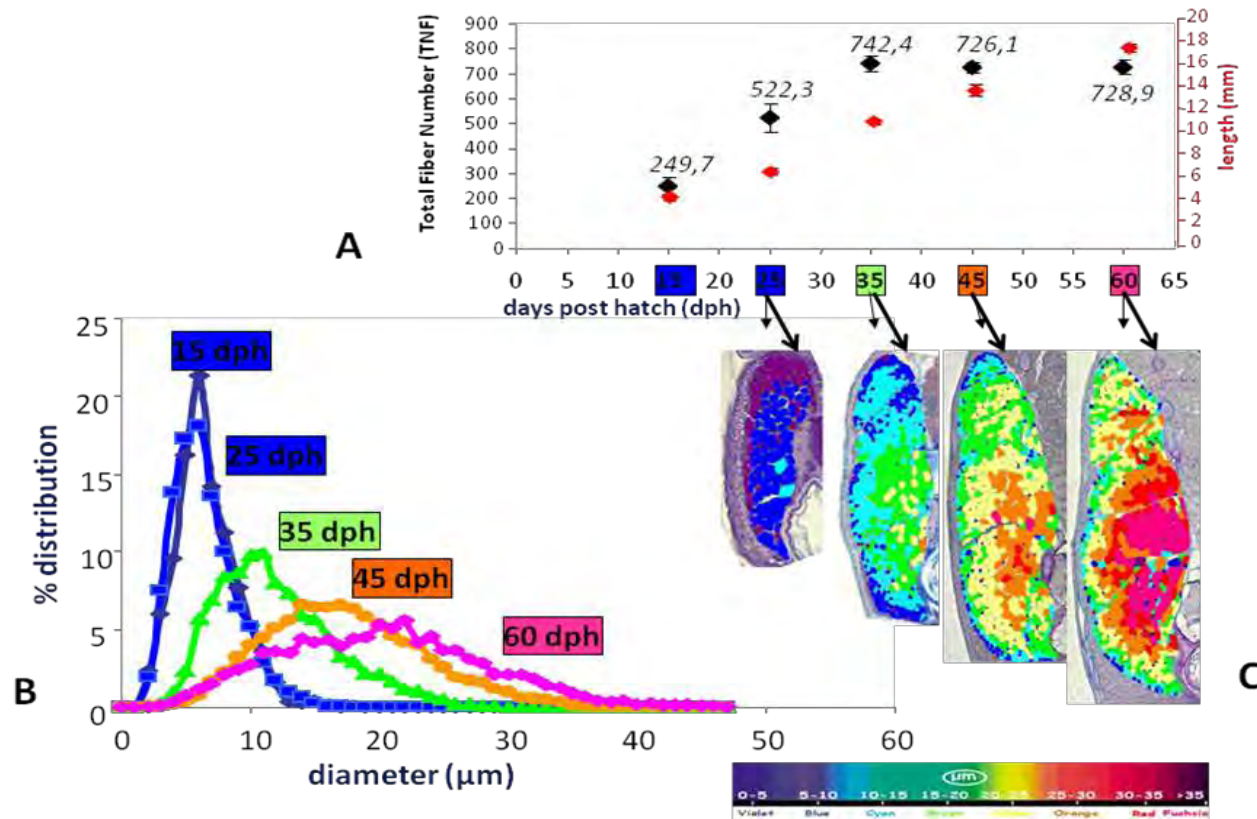 Total Fiber Number (TNF)
900
800
700
600
500
400
300
200
100
0
249,7
522,3
742,4
726,1
728,9
20
18
16
14
12
10
8
6
4
2
0
length (mm)
A
0 5 10 15 20 25 30 35 40 45 50 55 60 65
days post hatch (dph)
% distribution
25
20
15
10
5
0
15 dph
25 dph
35 dph
45 dph
60 dph
B
C
0 10 20 30 40 50 60
diameter (µm)
µm
0-5 5-10 10-15 15-20 20-25 25-30 30-35 >35
Violet Blue Cyan Green Orange Red Fuchsia